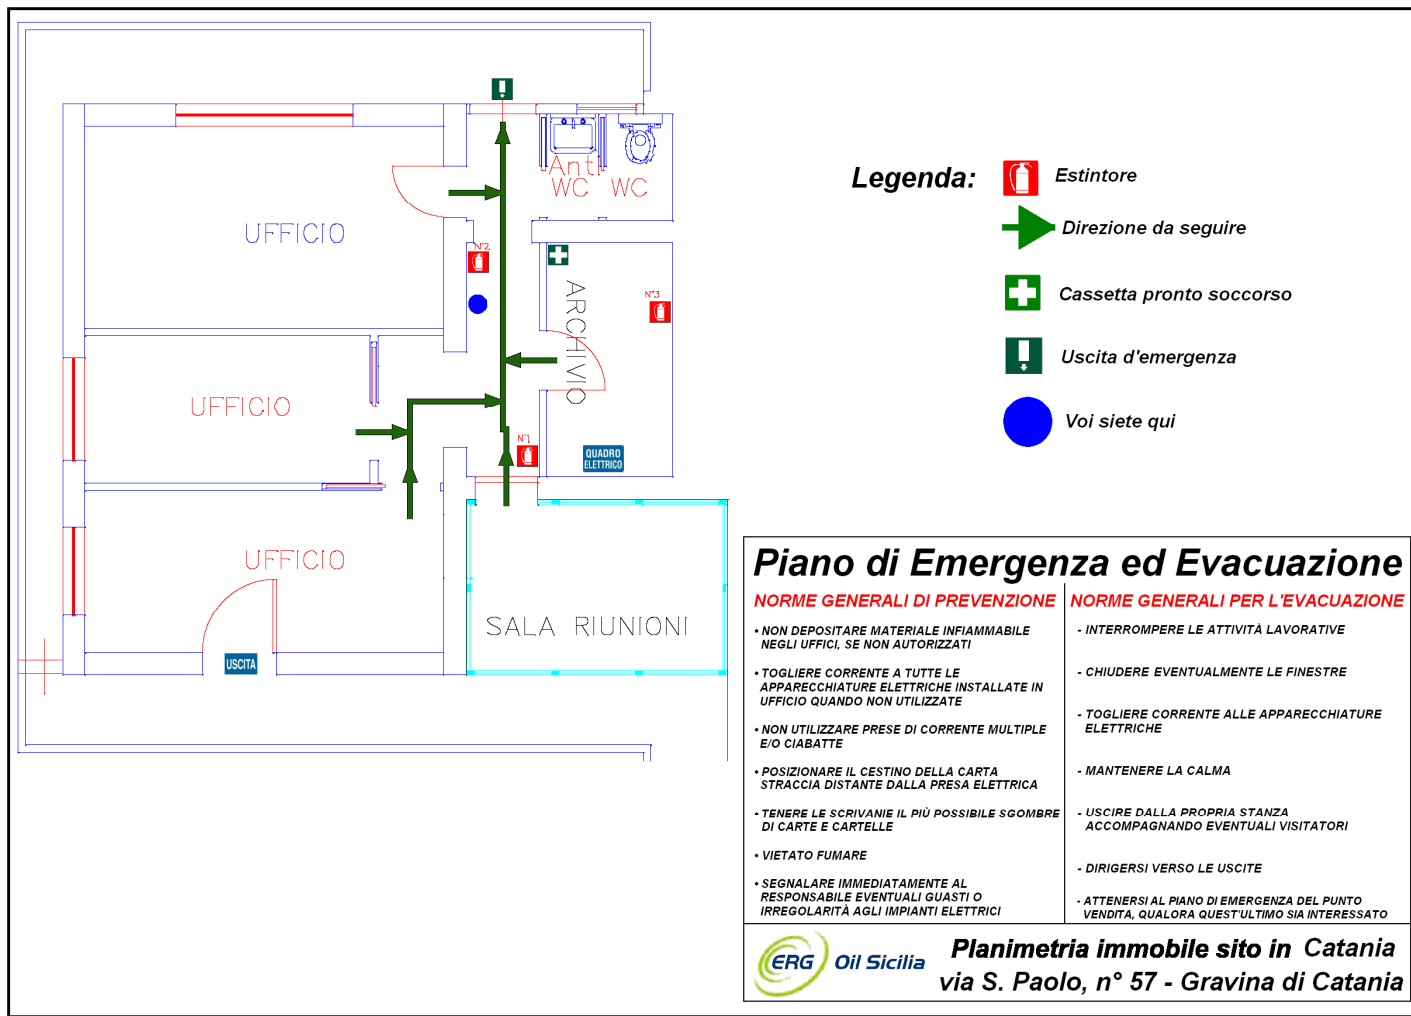 Anti
WC WC
UFFICIO
N°2
N°3
ARCHIVIO
UFFICIO
N°1
QUADRO
ELETTRICO
UFFICIO
SALA RIUNIONI
USCITA
Legenda:
Estintore
Direzione da seguire
Cassetta pronto soccorso
Uscita d'emergenza
Voi siete qui
Piano di Emergenza ed Evacuazione
NORME GENERALI DI PREVENZIONE
• NON DEPOSITARE MATERIALE INFIAMMABILE
NEGLI UFFICI, SE NON AUTORIZZATI
• TOGLIERE CORRENTE A TUTTE LE
APPARECCHIATURE ELETTRICHE INSTALLATE IN
UFFICIO QUANDO NON UTILIZZATE
• NON UTILIZZARE PRESE DI CORRENTE MULTIPLE
E/O CIABATTE
• POSIZIONARE IL CESTINO DELLA CARTA
STRACCIA DISTANTE DALLA PRESA ELETTRICA
- TENERE LE SCRIVANIE IL PIÙ POSSIBILE SGOMBRE
DI CARTE E CARTELLE
• VIETATO FUMARE
• SEGNALARE IMMEDIATAMENTE AL
RESPONSABILE EVENTUALI GUASTI O
IRREGOLARITÀ AGLI IMPIANTI ELETTRICI
NORME GENERALI PER L'EVACUAZIONE
- INTERROMPERE LE ATTIVITÀ LAVORATIVE
- CHIUDERE EVENTUALMENTE LE FINESTRE
- TOGLIERE CORRENTE ALLE APPARECCHIATURE
ELETTRICHE
- MANTENERE LA CALMA
- USCIRE DALLA PROPRIA STANZA
ACCOMPAGNANDO EVENTUALI VISITATORI
- DIRIGERSI VERSO LE USCITE
- ATTENERSI AL PIANO DI EMERGENZA DEL PUNTO
VENDITA, QUALORA QUEST'ULTIMO SIA INTERESSATO
ERG Oil Sicilia
Planimetria immobile sito in Catania
via S. Paolo, n° 57 - Gravina di Catania